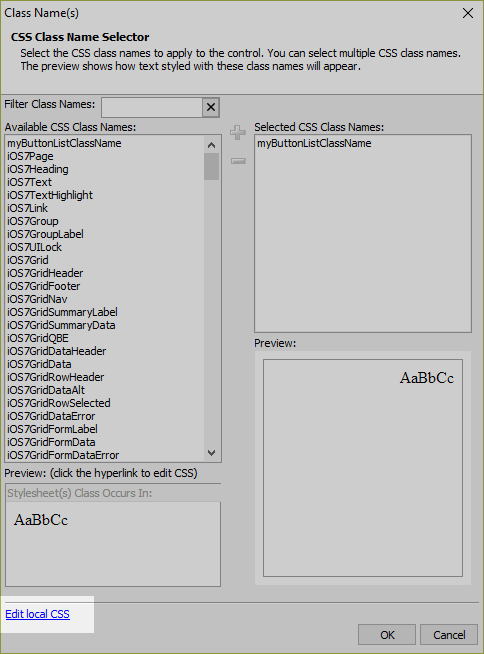 Class Name(s)
CSS Class Name Selector
Select the CSS class names to apply to the control. You can select multiple CSS class names.
The preview shows how text styled with these class names will appear.
Filter Class Names:
Available CSS Class Names:
myButtonListClassName
iOS7Page
iOS7Heading
iOS7Text
iOS7TextHighlight
iOS7Link
iOS7Group
iOS7GroupLabel
iOS7UILock
iOS7Grid
iOS7GridHeader
iOS7GridFooter
iOS7GridNav
iOS7GridSummaryLabel
iOS7GridSummaryData
iOS7GridQBE
iOS7GridDataHeader
iOS7GridData
iOS7GridRowHeader
iOS7GridDataAlt
iOS7GridRowSelected
iOS7GridDataError
iOS7GridFormLabel
iOS7GridFormData
iOS7GridFormDataError
Selected CSS Class Names:
myButtonListClassName
Preview:
AaBbCc
Preview: (click the hyperlink to edit CSS)
Stylesheet(s) Class Occurs In:
AaBbCc
Edit local CSS
OK
Cancel